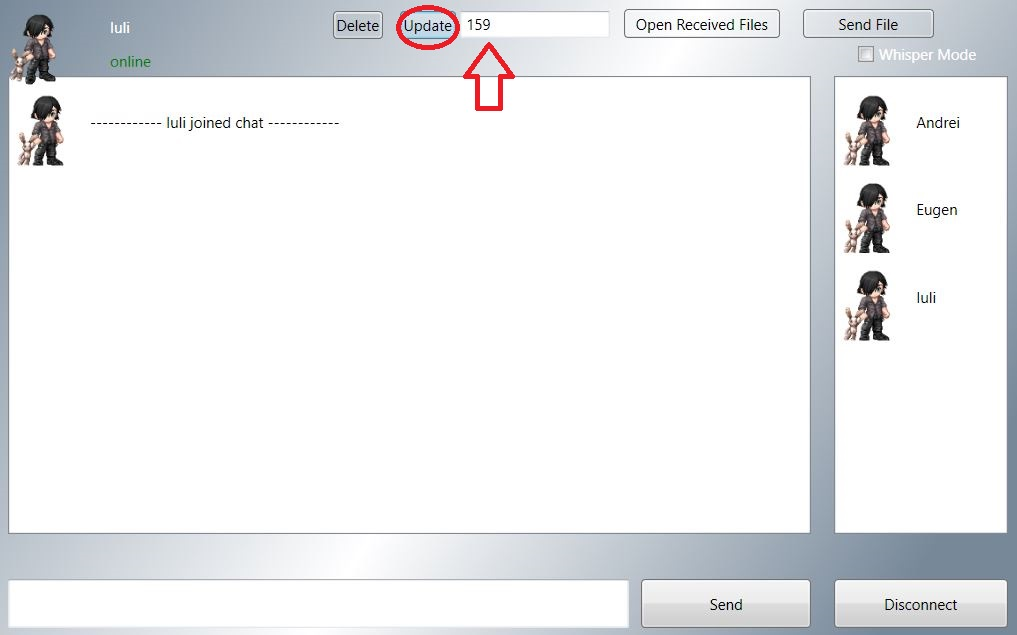 Iuli
Delete
Update
159
Open Received Files
Send File
online
Whisper Mode
------------ Iuli joined chat ------------
Andrei
Eugen
Iuli
Send
Disconnect